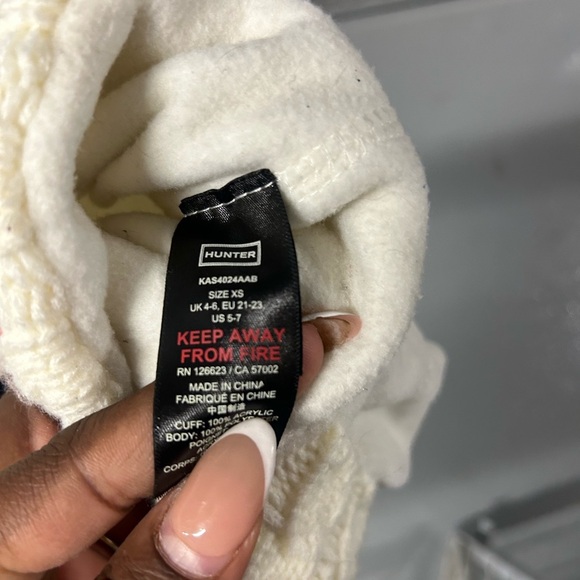 HUNTER
KAS4024AAB
SIZE XS
UK 4-6, EU 21-23
US 5-7
KEEP AWAY
FROM FIRE
RN 126623 / CA 57002
MADE IN CHINA
FABRIQUÉ EN CHINE
中国制造
CUFF: 100% ACRYLIC
BODY: 100%
CORPS